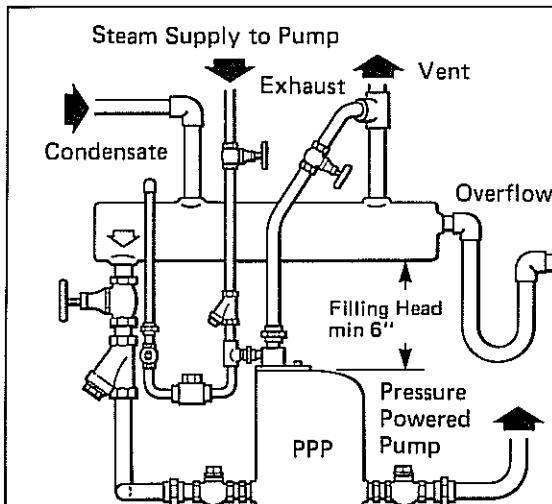 Steam Supply to Pump
Exhaust
Vent
Condensate
Overflow
Filling Head
min 6"
Pressure
Powered
Pump
PPP